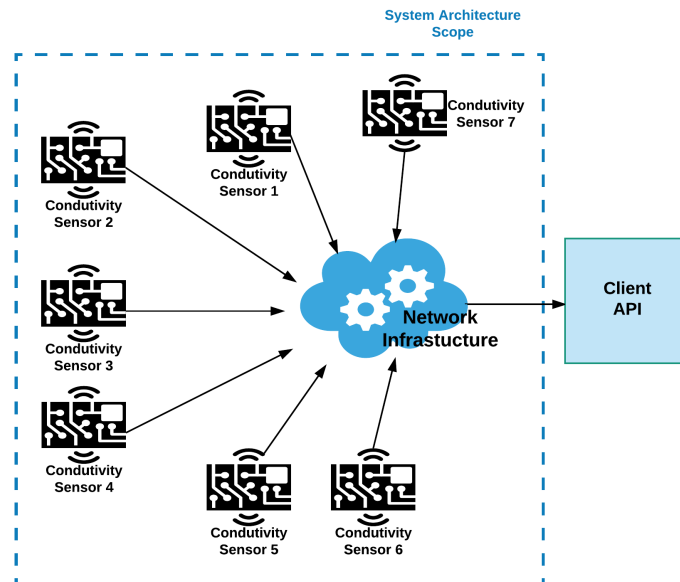 System Architecture
Scope
Condutivity
Sensor 7
Condutivity
Sensor 1
Condutivity
Sensor 2
Client
API
Network
Infrastucture
Condutivity
Sensor 3
Condutivity
Sensor 4
Condutivity
Sensor 5
Condutivity
Sensor 6